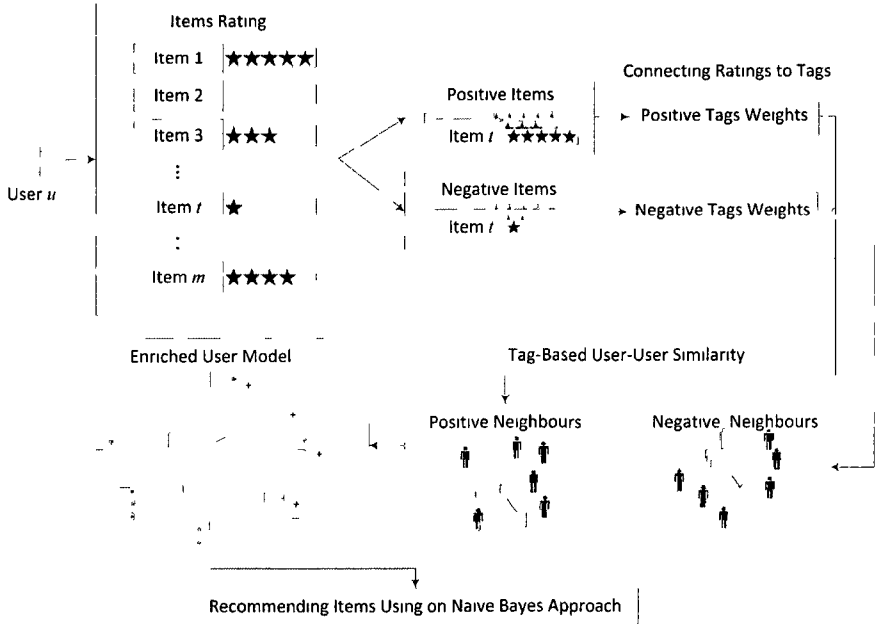 Items Rating
Item 1
Item 2
Item 3
Item t
Item m
User u
Positive Items
Item t
Negative Items
Item t
Connecting Ratings to Tags
Positive Tags Weights
Negative Tags Weights
Enriched User Model
Tag-Based User-User Similarity
Positive Neighbours
Negative Neighbours
Recommending Items Using on Naive Bayes Approach